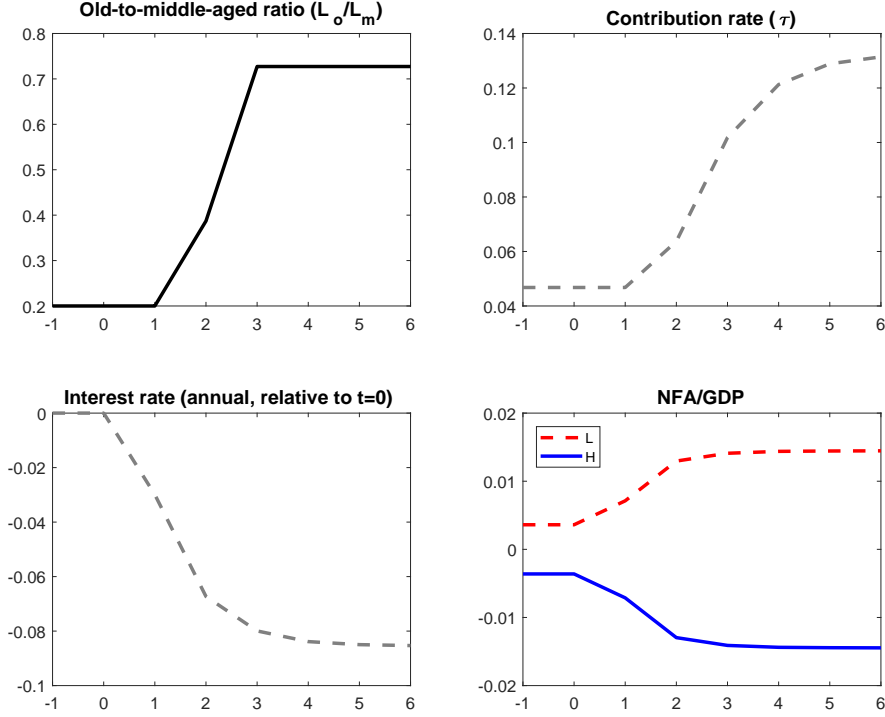 Old-to-middle-aged ratio (L_o/L_m)
0.8
0.7
0.6
0.5
0.4
0.3
0.2
-1 0 1 2 3 4 5 6
Contribution rate (τ)
0.14
0.12
0.1
0.08
0.06
0.04
-1 0 1 2 3 4 5 6
Interest rate (annual, relative to t=0)
0
-0.02
-0.04
-0.06
-0.08
-0.1
-1 0 1 2 3 4 5 6
NFA/GDP
0.02
0.01
0
-0.01
-0.02
L
H
-1 0 1 2 3 4 5 6